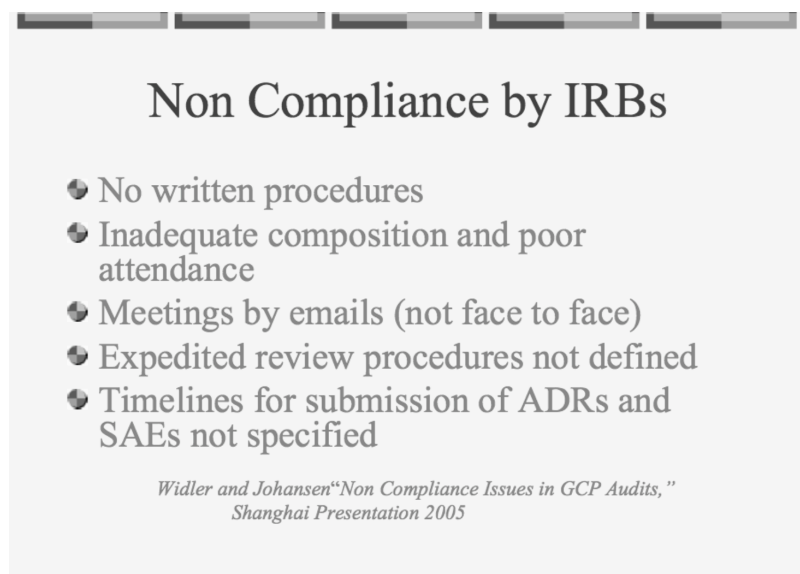 Non Compliance by IRBs
No written procedures
Inadequate composition and poor
attendance
Meetings by emails (not face to face)
Expedited review procedures not defined
Timelines for submission of ADRs and
SAEs not specified
Widler and Johansen“Non Compliance Issues in GCP Audits,”
Shanghai Presentation 2005